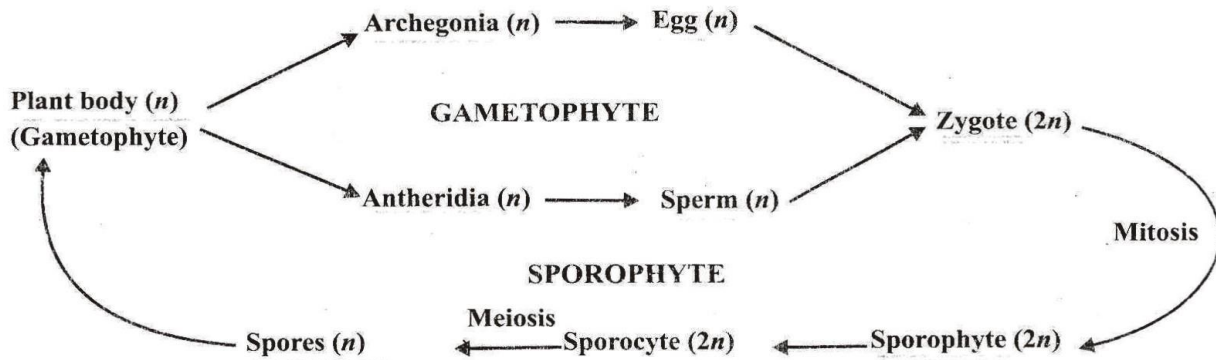 Archegonia (n)
Egg (n)
Plant body (n)
(Gametophyte)
GAMETOPHYTE
Zygote (2n)
Antheridia (n)
Sperm (n)
Mitosis
SPOROPHYTE
Meiosis
Spores (n)
Sporocyte (2n)
Sporophyte (2n)